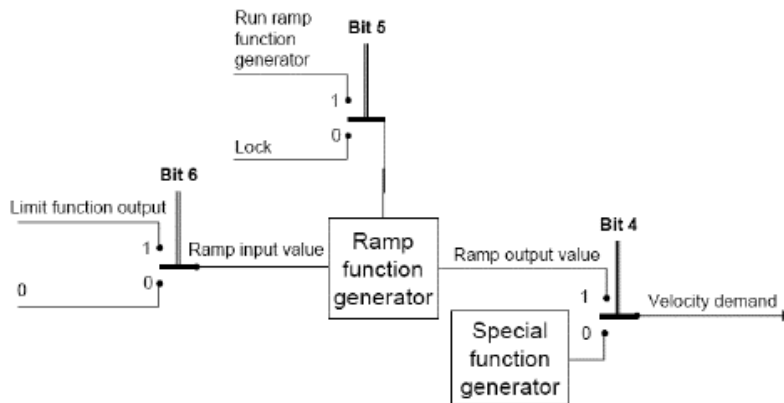 Run ramp
function
generator
Bit 5
1
0
Lock
Bit 6
Limit function output
1
0
0
Ramp input value
Ramp
function
generator
Ramp output value
Bit 4
1
0
Special
function
generator
Velocity demand